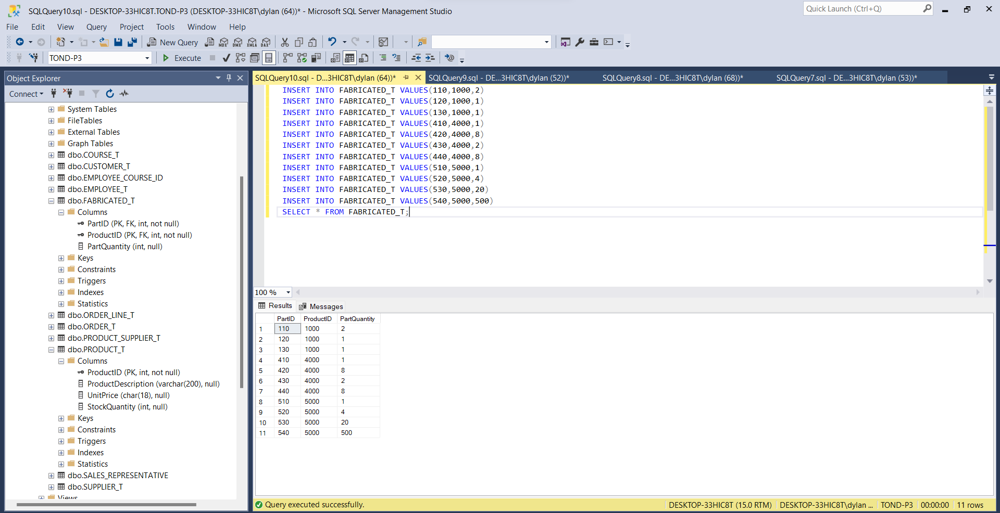 SQLQuery10.sql - DESKTOP-33HIC8T.TOND-P3 (DESKTOP-33HIC8T\dylan (64))* - Microsoft SQL Server Management Studio
Quick Launch (Ctrl+Q)
File Edit View Query Project Tools Window Help
New Query MDX DMX XMLA DAX
TOND-P3 Execute
Object Explorer
Connect
System Tables
FileTables
External Tables
Graph Tables
dbo.COURSE_T
dbo.CUSTOMER_T
dbo.EMPLOYEE_COURSE_ID
dbo.EMPLOYEE_T
dbo.FABRICATED_T
Columns
PartID (PK, FK, int, not null)
ProductID (PK, FK, int, not null)
PartQuantity (int, null)
Keys
Constraints
Triggers
Indexes
Statistics
dbo.ORDER_LINE_T
dbo.ORDER_T
dbo.PRODUCT_SUPPLIER_T
dbo.PRODUCT_T
Columns
ProductID (PK, int, not null)
ProductDescription (varchar(200), null)
UnitPrice (char(18), null)
StockQuantity (int, null)
Keys
Constraints
Triggers
Indexes
Statistics
dbo.SALES_REPRESENTATIVE
dbo.SUPPLIER_T
Views
SQLQuery10.sql - D...3HIC8T\dylan (64))* SQLQuery9.sql - DE...3HIC8T\dylan (52))* SQLQuery8.sql - DE...3HIC8T\dylan (68))* SQLQuery7.sql - DE...3HIC8T\dylan (53))*
INSERT INTO FABRICATED_T VALUES(110,1000,2)
INSERT INTO FABRICATED_T VALUES(120,1000,1)
INSERT INTO FABRICATED_T VALUES(130,1000,1)
INSERT INTO FABRICATED_T VALUES(410,4000,1)
INSERT INTO FABRICATED_T VALUES(420,4000,8)
INSERT INTO FABRICATED_T VALUES(430,4000,2)
INSERT INTO FABRICATED_T VALUES(440,4000,8)
INSERT INTO FABRICATED_T VALUES(510,5000,1)
INSERT INTO FABRICATED_T VALUES(520,5000,4)
INSERT INTO FABRICATED_T VALUES(530,5000,20)
INSERT INTO FABRICATED_T VALUES(540,5000,500)
SELECT * FROM FABRICATED_T;
100 %
Results Messages
PartID ProductID PartQuantity
1 110 1000 2
2 120 1000 1
3 130 1000 1
4 410 4000 1
5 420 4000 8
6 430 4000 2
7 440 4000 8
8 510 5000 1
9 520 5000 4
10 530 5000 20
11 540 5000 500
Query executed successfully. DESKTOP-33HIC8T (15.0 RTM) DESKTOP-33HIC8T\dylan ... TOND-P3 00:00:00 11 rows